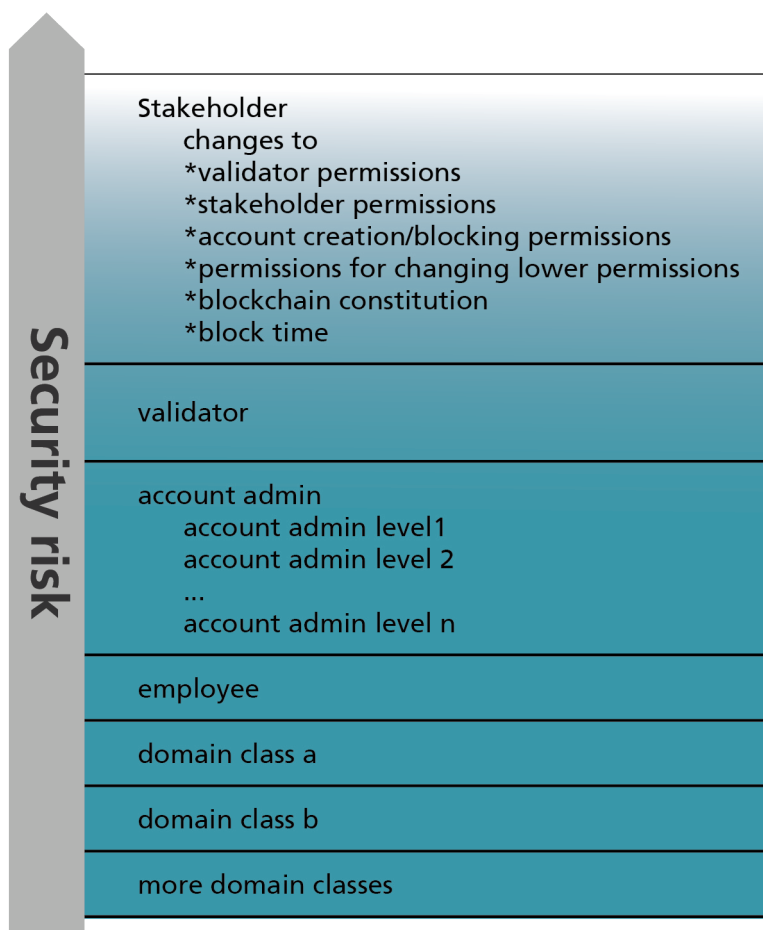 Security risk
Stakeholder
changes to
*validator permissions
*stakeholder permissions
*account creation/blocking permissions
*permissions for changing lower permissions
*blockchain constitution
*block time
validator
account admin
account admin level1
account admin level 2
...
account admin level n
employee
domain class a
domain class b
more domain classes